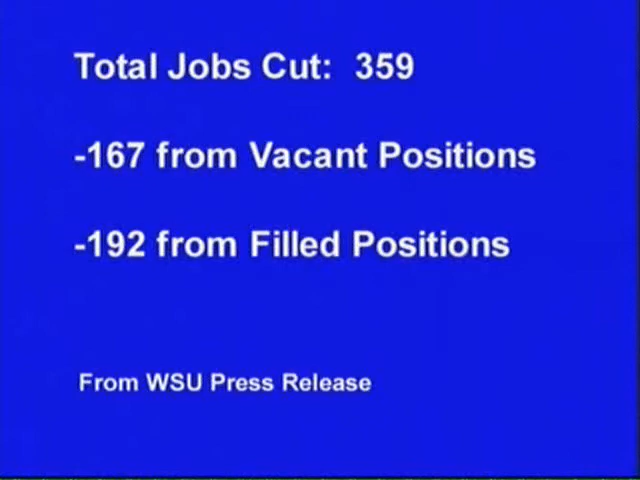 Total Jobs Cut: 359
-167 from Vacant Positions
-192 from Filled Positions
From WSU Press Release